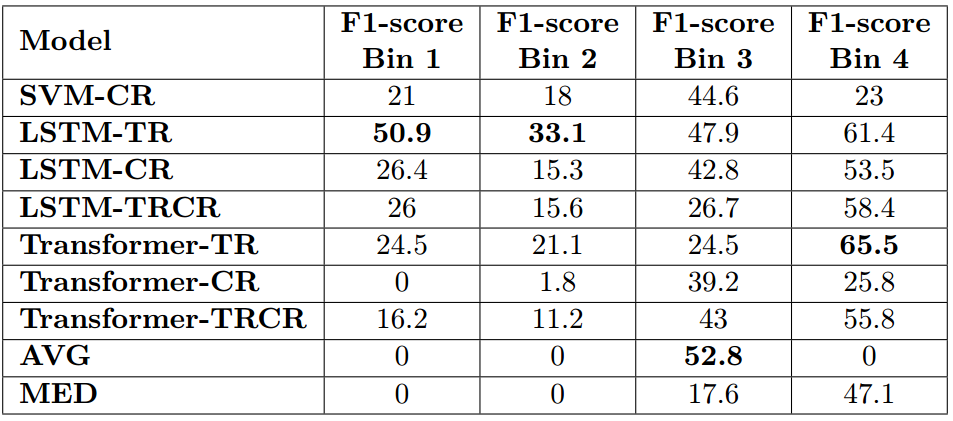 Model F1-score Bin 1 F1-score Bin 2 F1-score Bin 3 F1-score Bin 4
SVM-CR 21 18 44.6 23
LSTM-TR 50.9 33.1 47.9 61.4
LSTM-CR 26.4 15.3 42.8 53.5
LSTM-TRCR 26 15.6 26.7 58.4
Transformer-TR 24.5 21.1 24.5 65.5
Transformer-CR 0 1.8 39.2 25.8
Transformer-TRCR 16.2 11.2 43 55.8
AVG 0 0 52.8 0
MED 0 0 17.6 47.1